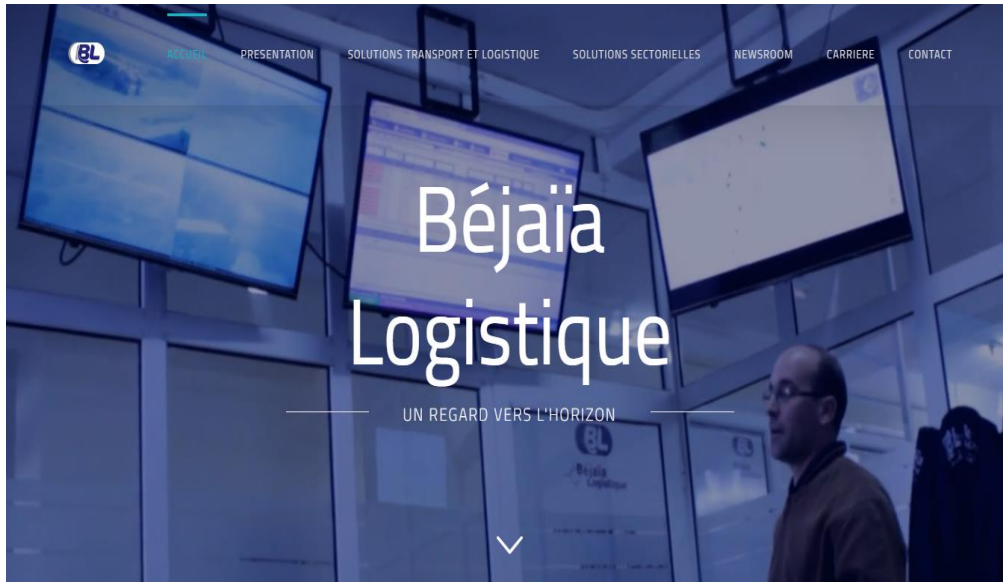 BL
ACCUEIL
PRESENTATION
SOLUTIONS TRANSPORT ET LOGISTIQUE
SOLUTIONS SECTORIELLES
NEWSROOM
CARRIERE
CONTACT
Béjaïa
Logistique
UN REGARD VERS L'HORIZON
BL
Béjaïa
Logistique